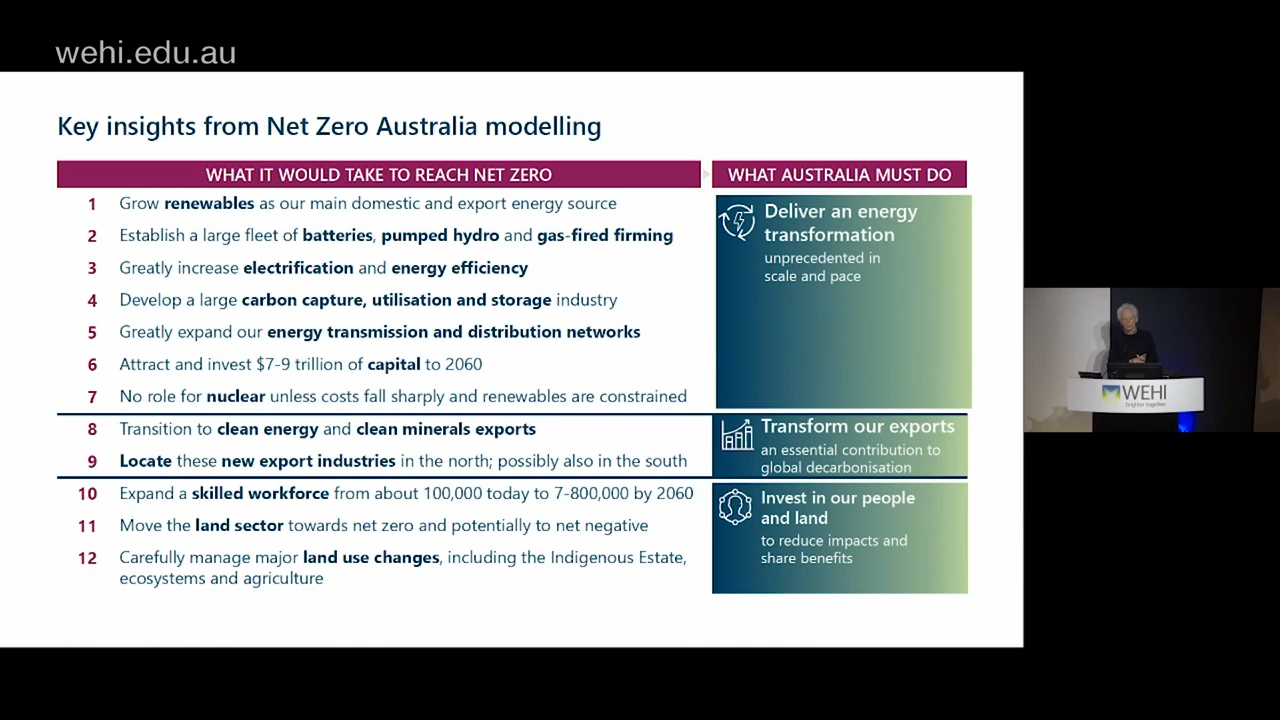 wehi.edu.au
Key insights from Net Zero Australia modelling
WHAT IT WOULD TAKE TO REACH NET ZERO
WHAT AUSTRALIA MUST DO
1 Grow renewables as our main domestic and export energy source
2 Establish a large fleet of batteries, pumped hydro and gas-fired firming
3 Greatly increase electrification and energy efficiency
4 Develop a large carbon capture, utilisation and storage industry
5 Greatly expand our energy transmission and distribution networks
6 Attract and invest $7-9 trillion of capital to 2060
7 No role for nuclear unless costs fall sharply and renewables are constrained
Deliver an energy
transformation
unprecedented in
scale and pace
8 Transition to clean energy and clean minerals exports
9 Locate these new export industries in the north; possibly also in the south
Transform our exports
an essential contribution to
global decarbonisation
10 Expand a skilled workforce from about 100,000 today to 7-800,000 by 2060
11 Move the land sector towards net zero and potentially to net negative
12 Carefully manage major land use changes, including the Indigenous Estate,
ecosystems and agriculture
Invest in our people
and land
to reduce impacts and
share benefits
WEHI
brighter together